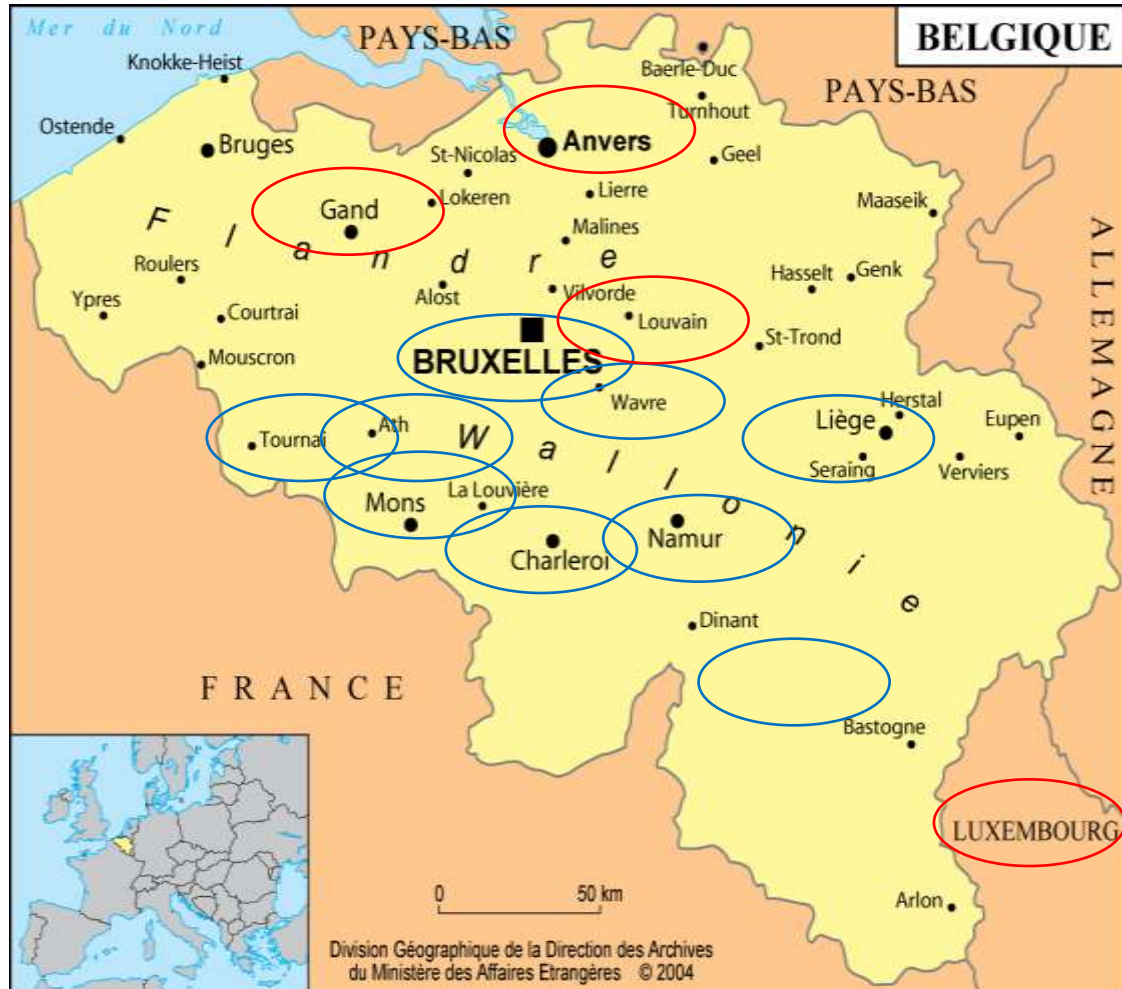 Mer du Nord
PAYS-BAS
BELGIQUE
Knokke-Heist
Baerle-Duc
PAYS-BAS
Turnhout
Ostende
Bruges
Anvers
St-Nicolas
Geel
Lierre
Lokeren
Maaseik
Gand
Flandre
Malines
ALLEMAGNE
Roulers
Hasselt
Genk
Ypres
Courtrai
Alost
Vilvorde
Louvain
St-Trond
Mouscron
BRUXELLES
Wavre
Herstal
Tournai
Ath
Wallonie
Liège
Eupen
Seraing
Verviers
Mons
La Louvière
Charleroi
Namur
Dinant
FRANCE
Bastogne
LUXEMBOURG
Arlon
0 50 km
Division Géographique de la Direction des Archives
du Ministère des Affaires Etrangères © 2004